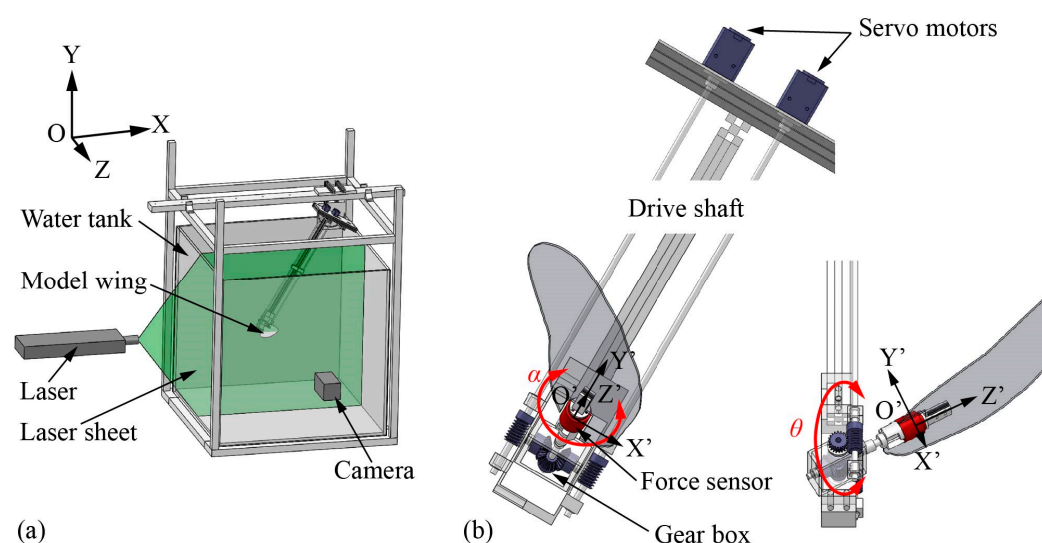 Y
O
X
Z
Water tank
Model wing
Laser
Laser sheet
Camera
(a)
Servo motors
Drive shaft
α
Y’
O’
Z’
X’
Force sensor
Gear box
θ
Y’
O’
Z’
X’
(b)